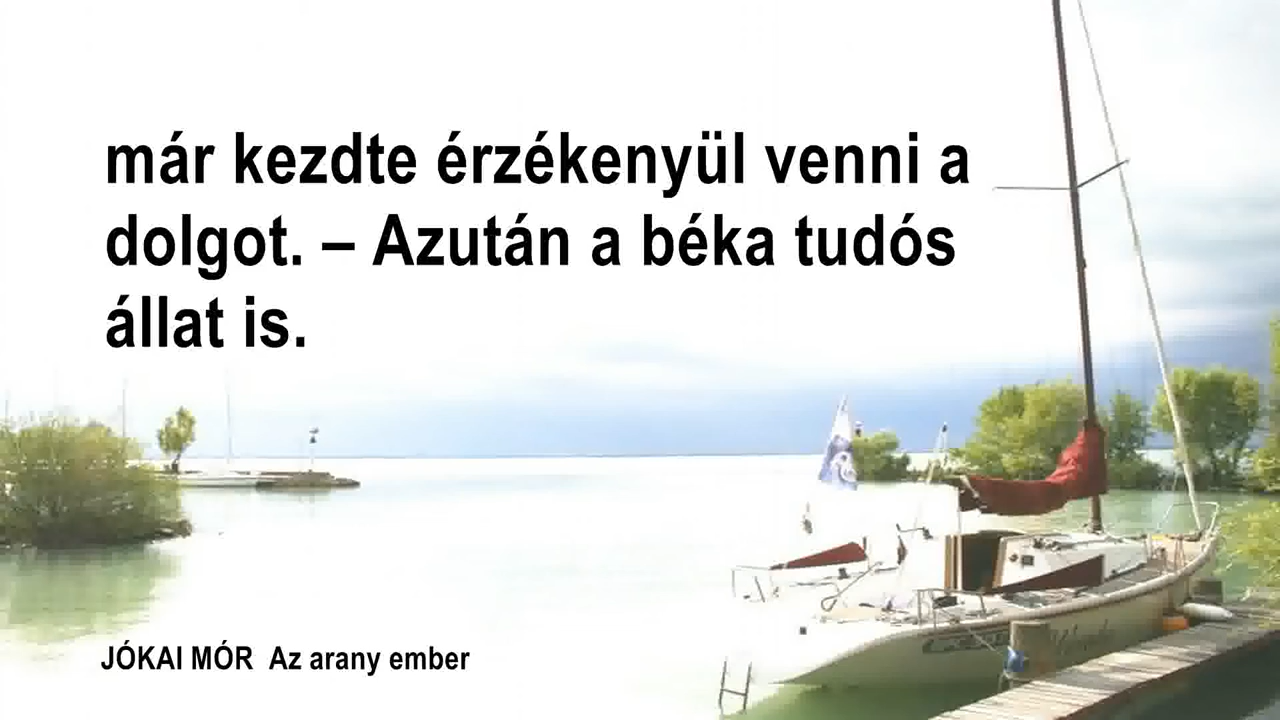 már kezdte érzékenyül venni a
dolgot. – Azután a béka tudós
állat is.
JÓKAI MÓR  Az arany ember